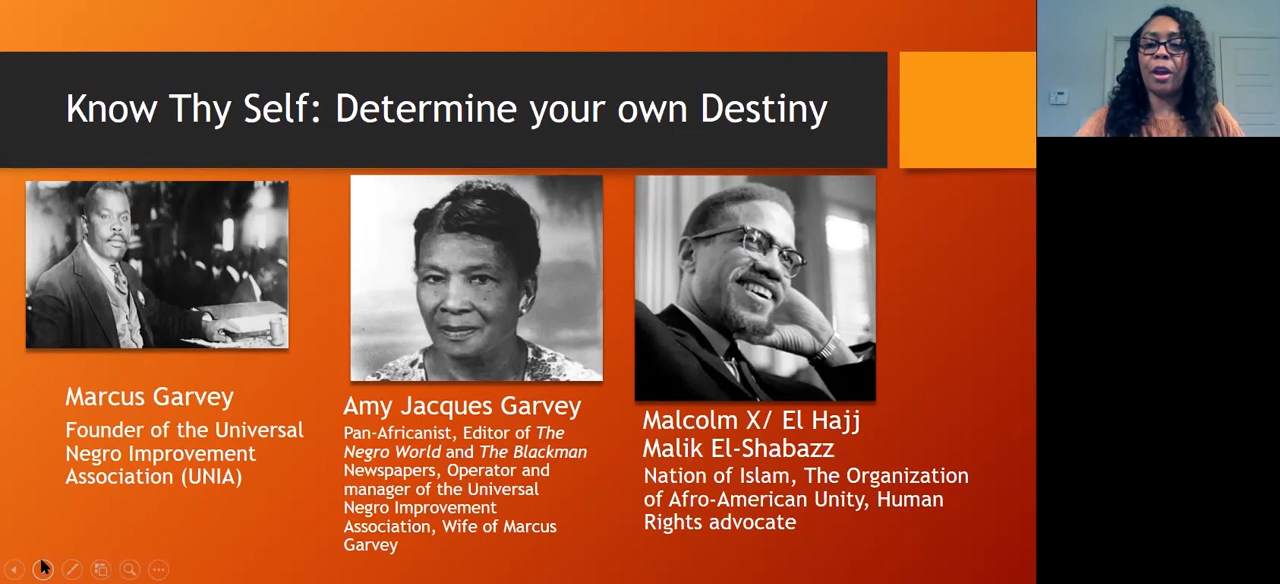 Know Thy Self: Determine your own Destiny
Marcus Garvey
Founder of the Universal
Negro Improvement
Association (UNIA)
Amy Jacques Garvey
Pan-Africanist, Editor of The
Negro World and The Blackman
Newspapers, Operator and
manager of the Universal
Negro Improvement
Association, Wife of Marcus
Garvey
Malcolm X/ El Hajj
Malik El-Shabazz
Nation of Islam, The Organization
of Afro-American Unity, Human
Rights advocate